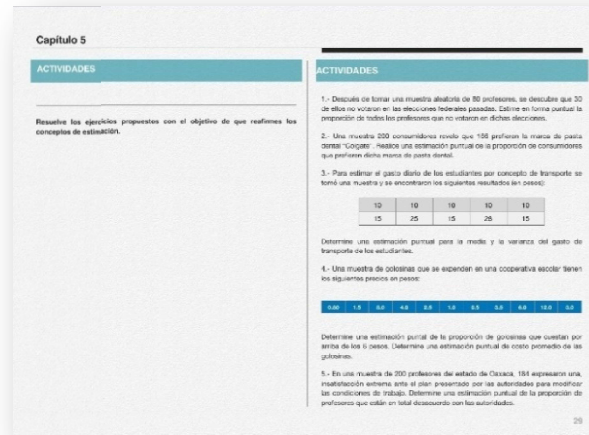 Capítulo 5
ACTIVIDADES
Resuelve los ejercicios propuestos con el objetivo de que reafirmes los
conceptos de estimación.
ACTIVIDADES
1.- Después de tomar una muestra aleatoria de 80 profesores, se descubre que 30
de ellos no votaron en las elecciones federales pasadas. Estime en forma puntual la
proporción de todos los profesores que no votaron en dichas elecciones.
2.- Una muestra 200 consumidores revelo que 156 prefieren la marca de pasta
dental "Colgate". Realice una estimación puntual de la proporción de consumidores
que prefieren dicha marca de pasta dental.
3.- Para estimar el gasto diario de los estudiantes por concepto de transporte se
tomó una muestra y se encontraron los siguientes resultados (en pesos):
10 10 10 10 10
15 25 15 28 15
Determine una estimación puntual para la media y la varianza del gasto de
transporte de los estudiantes.
4.- Una muestra de golosinas que se expenden en una cooperativa escolar tienen
los siguientes precios en pesos:
1.5 12.0
Determine una estimación puntal de la proporción de golosinas que cuestan por
arriba de los 6 pesos. Determine una estimación puntual de costo promedio de las
golosinas.
5.- En una muestra de 200 profesores del estado de Oaxaca, 184 expresaron una,
insatisfacción extrema ante el plan presentado por las autoridades para modificar
las condiciones de trabajo. Determine una estimación puntual de la proporción de
profesores que están en total desacuerdo con las autoridades.
29